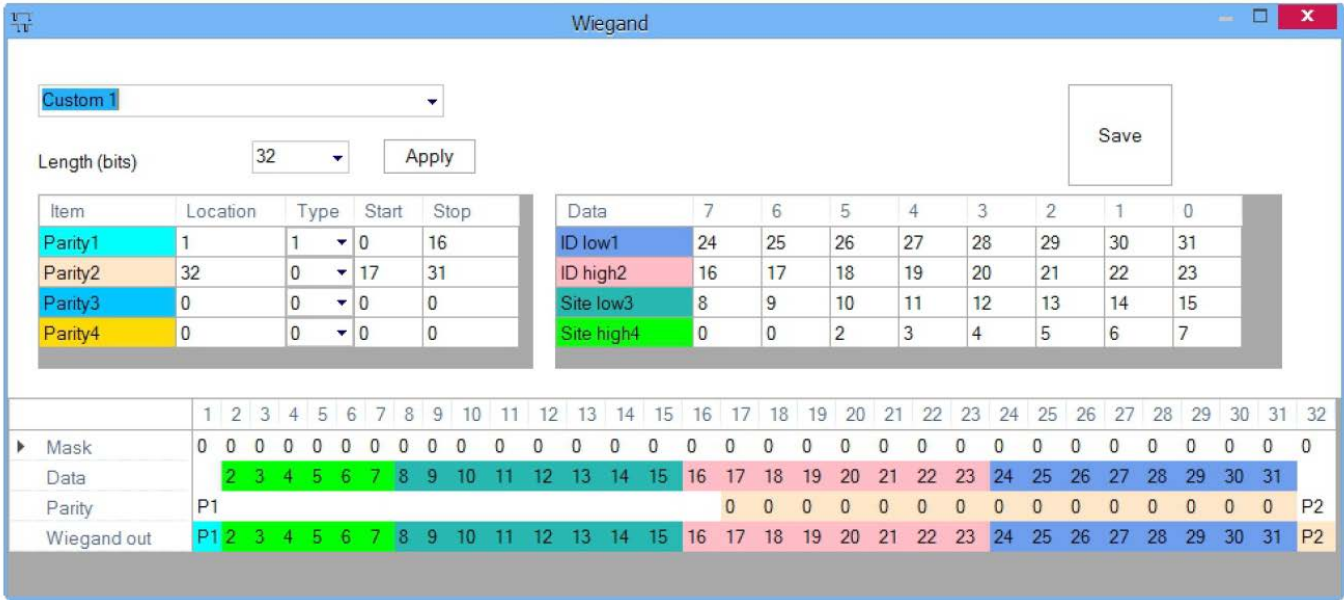 Wiegand
Custom 1
Save
Length (bits) 32 Apply
Item Location Type Start Stop
Parity1 1 1 0 16
Parity2 32 0 17 31
Parity3 0 0 0 0
Parity4 0 0 0 0
Data 7 6 5 4 3 2 1 0
ID low1 24 25 26 27 28 29 30 31
ID high2 16 17 18 19 20 21 22 23
Site low3 8 9 10 11 12 13 14 15
Site high4 0 0 2 3 4 5 6 7
1 2 3 4 5 6 7 8 9 10 11 12 13 14 15 16 17 18 19 20 21 22 23 24 25 26 27 28 29 30 31 32
Mask 0 0 0 0 0 0 0 0 0 0 0 0 0 0 0 0 0 0 0 0 0 0 0 0 0 0 0 0 0 0 0 0
Data 2 3 4 5 6 7 8 9 10 11 12 13 14 15 16 17 18 19 20 21 22 23 24 25 26 27 28 29 30 31
Parity P1 0 0 0 0 0 0 0 0 0 0 0 0 0 0 0 P2
Wiegand out P1 2 3 4 5 6 7 8 9 10 11 12 13 14 15 16 17 18 19 20 21 22 23 24 25 26 27 28 29 30 31 P2